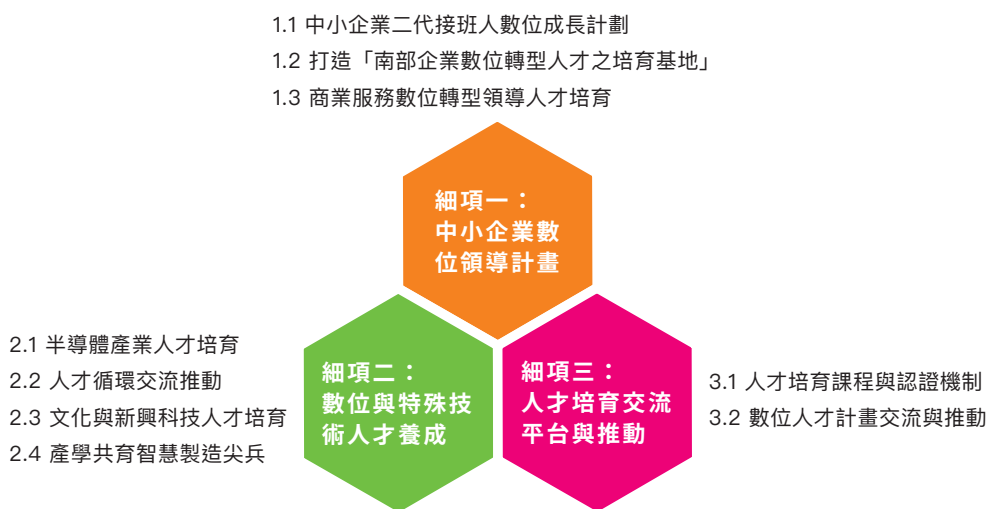 1.1 中小企業二代接班人數位成長計劃
1.2 打造「南部企業數位轉型人才之培育基地」
1.3 商業服務數位轉型領導人才培育
細項一：
中小企業數
位領導計畫
2.1 半導體產業人才培育
2.2 人才循環交流推動
2.3 文化與新興科技人才培育
2.4 產學共育智慧製造尖兵
細項二：
數位與特殊技
術人才養成
細項三：
人才培育交流
平台與推動
3.1 人才培育課程與認證機制
3.2 數位人才計畫交流與推動